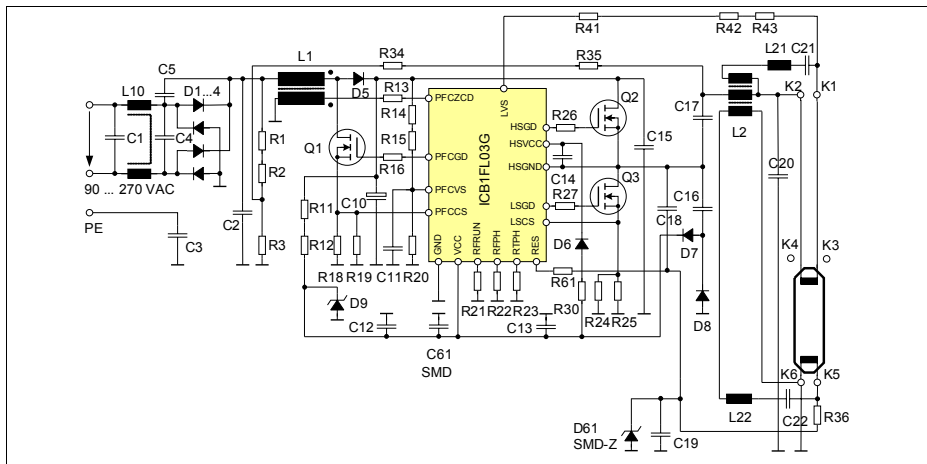 R41
R42 R43
L1
R34
R35
L21
C21
C5
D5
R13
K2
K1
L10
D1...4
PFCZCD
LVS
R14
R26
Q2
C17
HSGD
C15
L2
C1
C4
R1
R15
HSVCC
Q1
PFCGD
R16
ICB1FL03G
HSGND
C14
Q3
C20
R2
R27
C16
90 ... 270 VAC
PFCVS
LSGD
C18
R11
C10
PFCCS
LSCS
PE
C2
D6
D7
C3
R3
R12
GND
VCC
RFRUN
RFPH
RTPH
RES
K4
K3
R18
R19
C11
R20
R61
D9
R21
R22
R23
R30
R24
R25
D8
C12
C13
C61
SMD
K6
K5
L22
C22
R36
D61
SMD-Z
C19